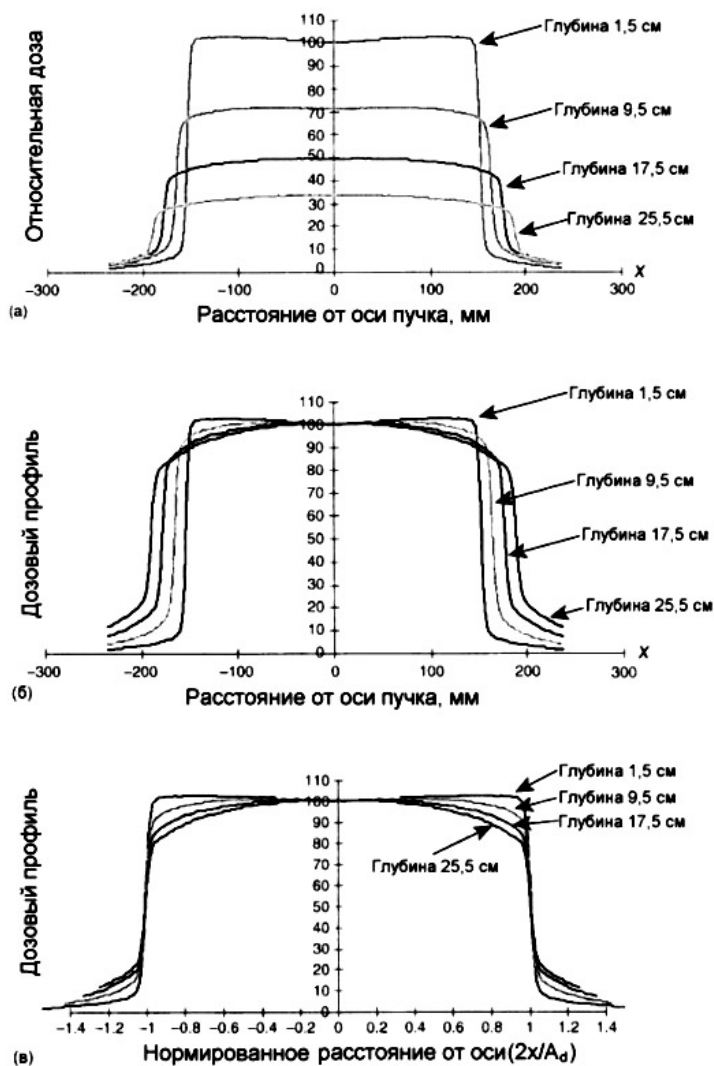 (а)
Относительная доза
110
100
90
80
70
60
50
40
30
20
10
0
Глубина 1,5 см
Глубина 9,5 см
Глубина 17,5 см
Глубина 25,5 см
x
−300 −200 −100 0 100 200 300
Расстояние от оси пучка, мм
(б)
Дозовый профиль
110
100
90
80
70
60
50
40
30
20
10
0
Глубина 1,5 см
Глубина 9,5 см
Глубина 17,5 см
Глубина 25,5 см
x
−300 −200 −100 0 100 200 300
Расстояние от оси пучка, мм
(в)
Дозовый профиль
110
100
90
80
70
60
50
40
30
20
10
0
Глубина 1,5 см
Глубина 9,5 см
Глубина 17,5 см
Глубина 25,5 см
−1.4 −1.2 −1 −0.8 −0.6 −0.4 −0.2 0 0.2 0.4 0.6 0.8 1 1.2 1.4
Нормированное расстояние от оси(2x/Ad)